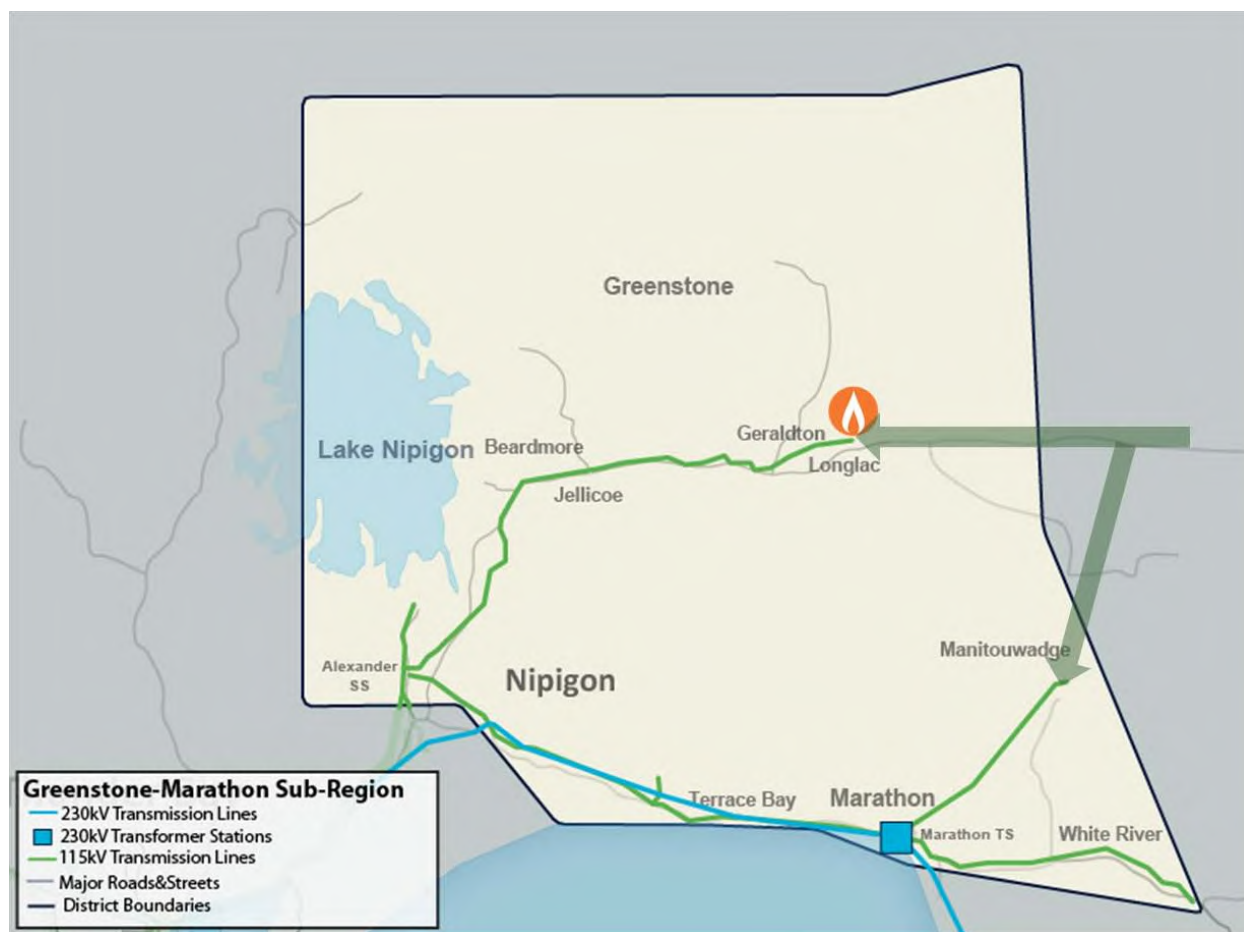 Greenstone
Geraldton
Lake Nipigon
Beardmore
Longlac
Jellicoe
Manitouwadge
Alexander
SS
Nipigon
Terrace Bay
Marathon
Marathon TS
White River
Greenstone-Marathon Sub-Region
230kV Transmission Lines
230kV Transformer Stations
115kV Transmission Lines
Major Roads&Streets
District Boundaries